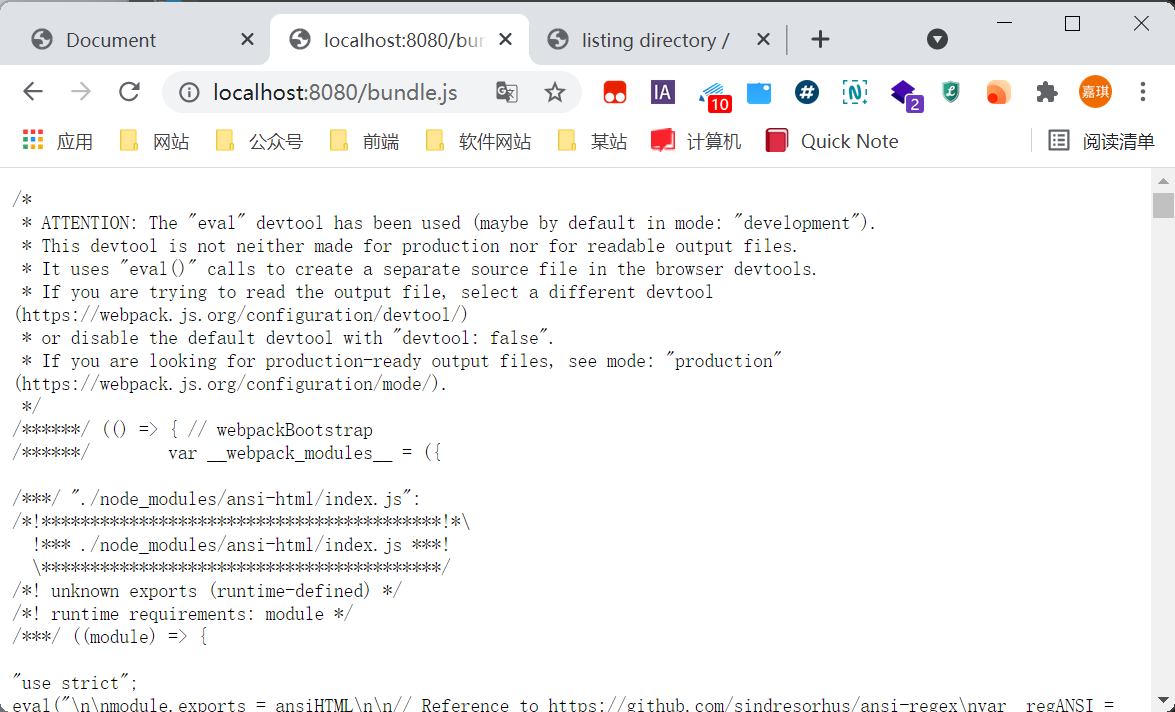 Document
localhost:8080/bun
listing directory /
localhost:8080/bundle.js
IA
10
2
嘉琪
应用
网站
公众号
前端
软件网站
某站
计算机
Quick Note
阅读清单
/*
* ATTENTION: The "eval" devtool has been used (maybe by default in mode: "development").
* This devtool is not neither made for production nor for readable output files.
* It uses "eval()" calls to create a separate source file in the browser devtools.
* If you are trying to read the output file, select a different devtool
(https://webpack.js.org/configuration/devtool/)
* or disable the default devtool with "devtool: false".
* If you are looking for production-ready output files, see mode: "production"
(https://webpack.js.org/configuration/mode/).
*/
/******/ (() => { // webpackBootstrap
/******/ var __webpack_modules__ = ({
/***/ "./node_modules/ansi-html/index.js":
/*!*****************************************!*\
!*** ./node_modules/ansi-html/index.js ***!
\*****************************************/
/*! unknown exports (runtime-defined) */
/*! runtime requirements: module */
/***/ ((module) => {
"use strict";
eval("\n\nmodule.exports = ansiHTML\n\n// Reference to https://github.com/sindresorhus/ansi-regex\nvar _regANSI =